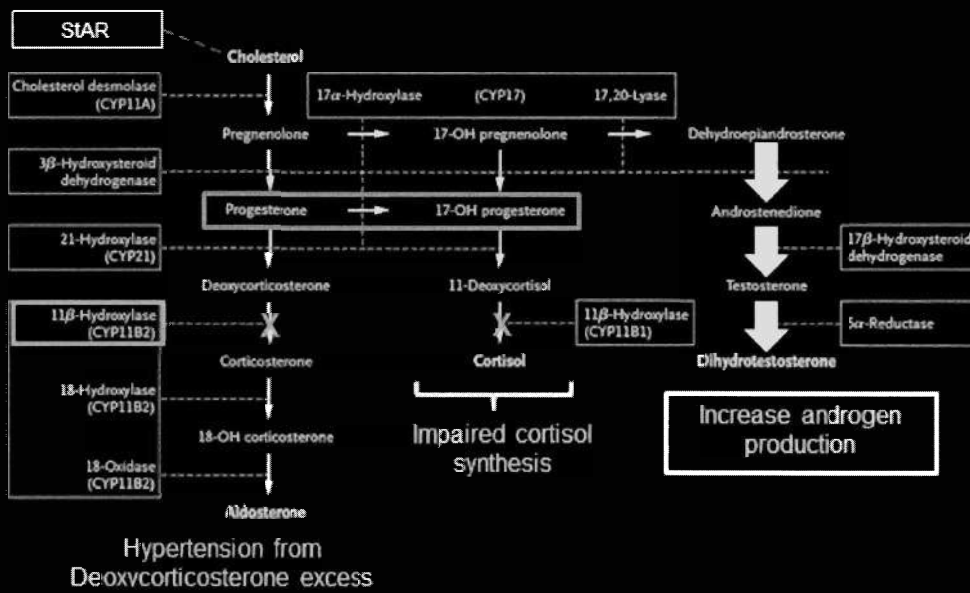 StAR
Cholesterol
Cholesterol desmolase
(CYP11A)
17α-Hydroxylase (CYP17) 17,20-Lyase
Pregnenolone 17-OH pregnenolone Dehydroepiandrosterone
3β-Hydroxysteroid
dehydrogenase
Progesterone 17-OH progesterone Androstenedione
21-Hydroxylase
(CYP21)
17β-Hydroxysteroid
dehydrogenase
Deoxycorticosterone 11-Deoxycortisol Testosterone
11β-Hydroxylase
(CYP11B2)
11β-Hydroxylase
(CYP11B1)
5α-Reductase
Corticosterone Cortisol Dihydrotestosterone
18-Hydroxylase
(CYP11B2)
Impaired cortisol
synthesis
Increase androgen
production
18-OH corticosterone
18-Oxidase
(CYP11B2)
Aldosterone
Hypertension from
Deoxycorticosterone excess